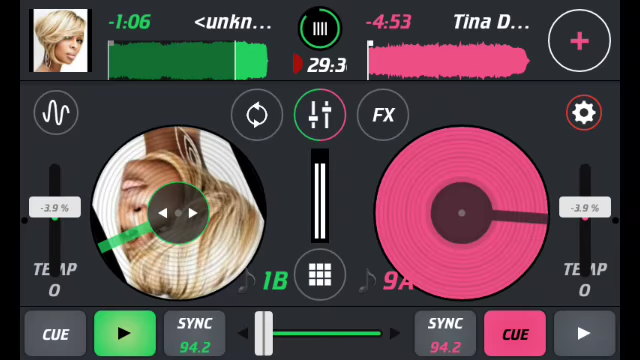 -1:06 <unkn... -4:53 Tina D...
29:3
FX
-3.9 % -3.9 %
TEMP
O
1B 9A
TEMP
O
CUE SYNC
94.2
SYNC
94.2
CUE